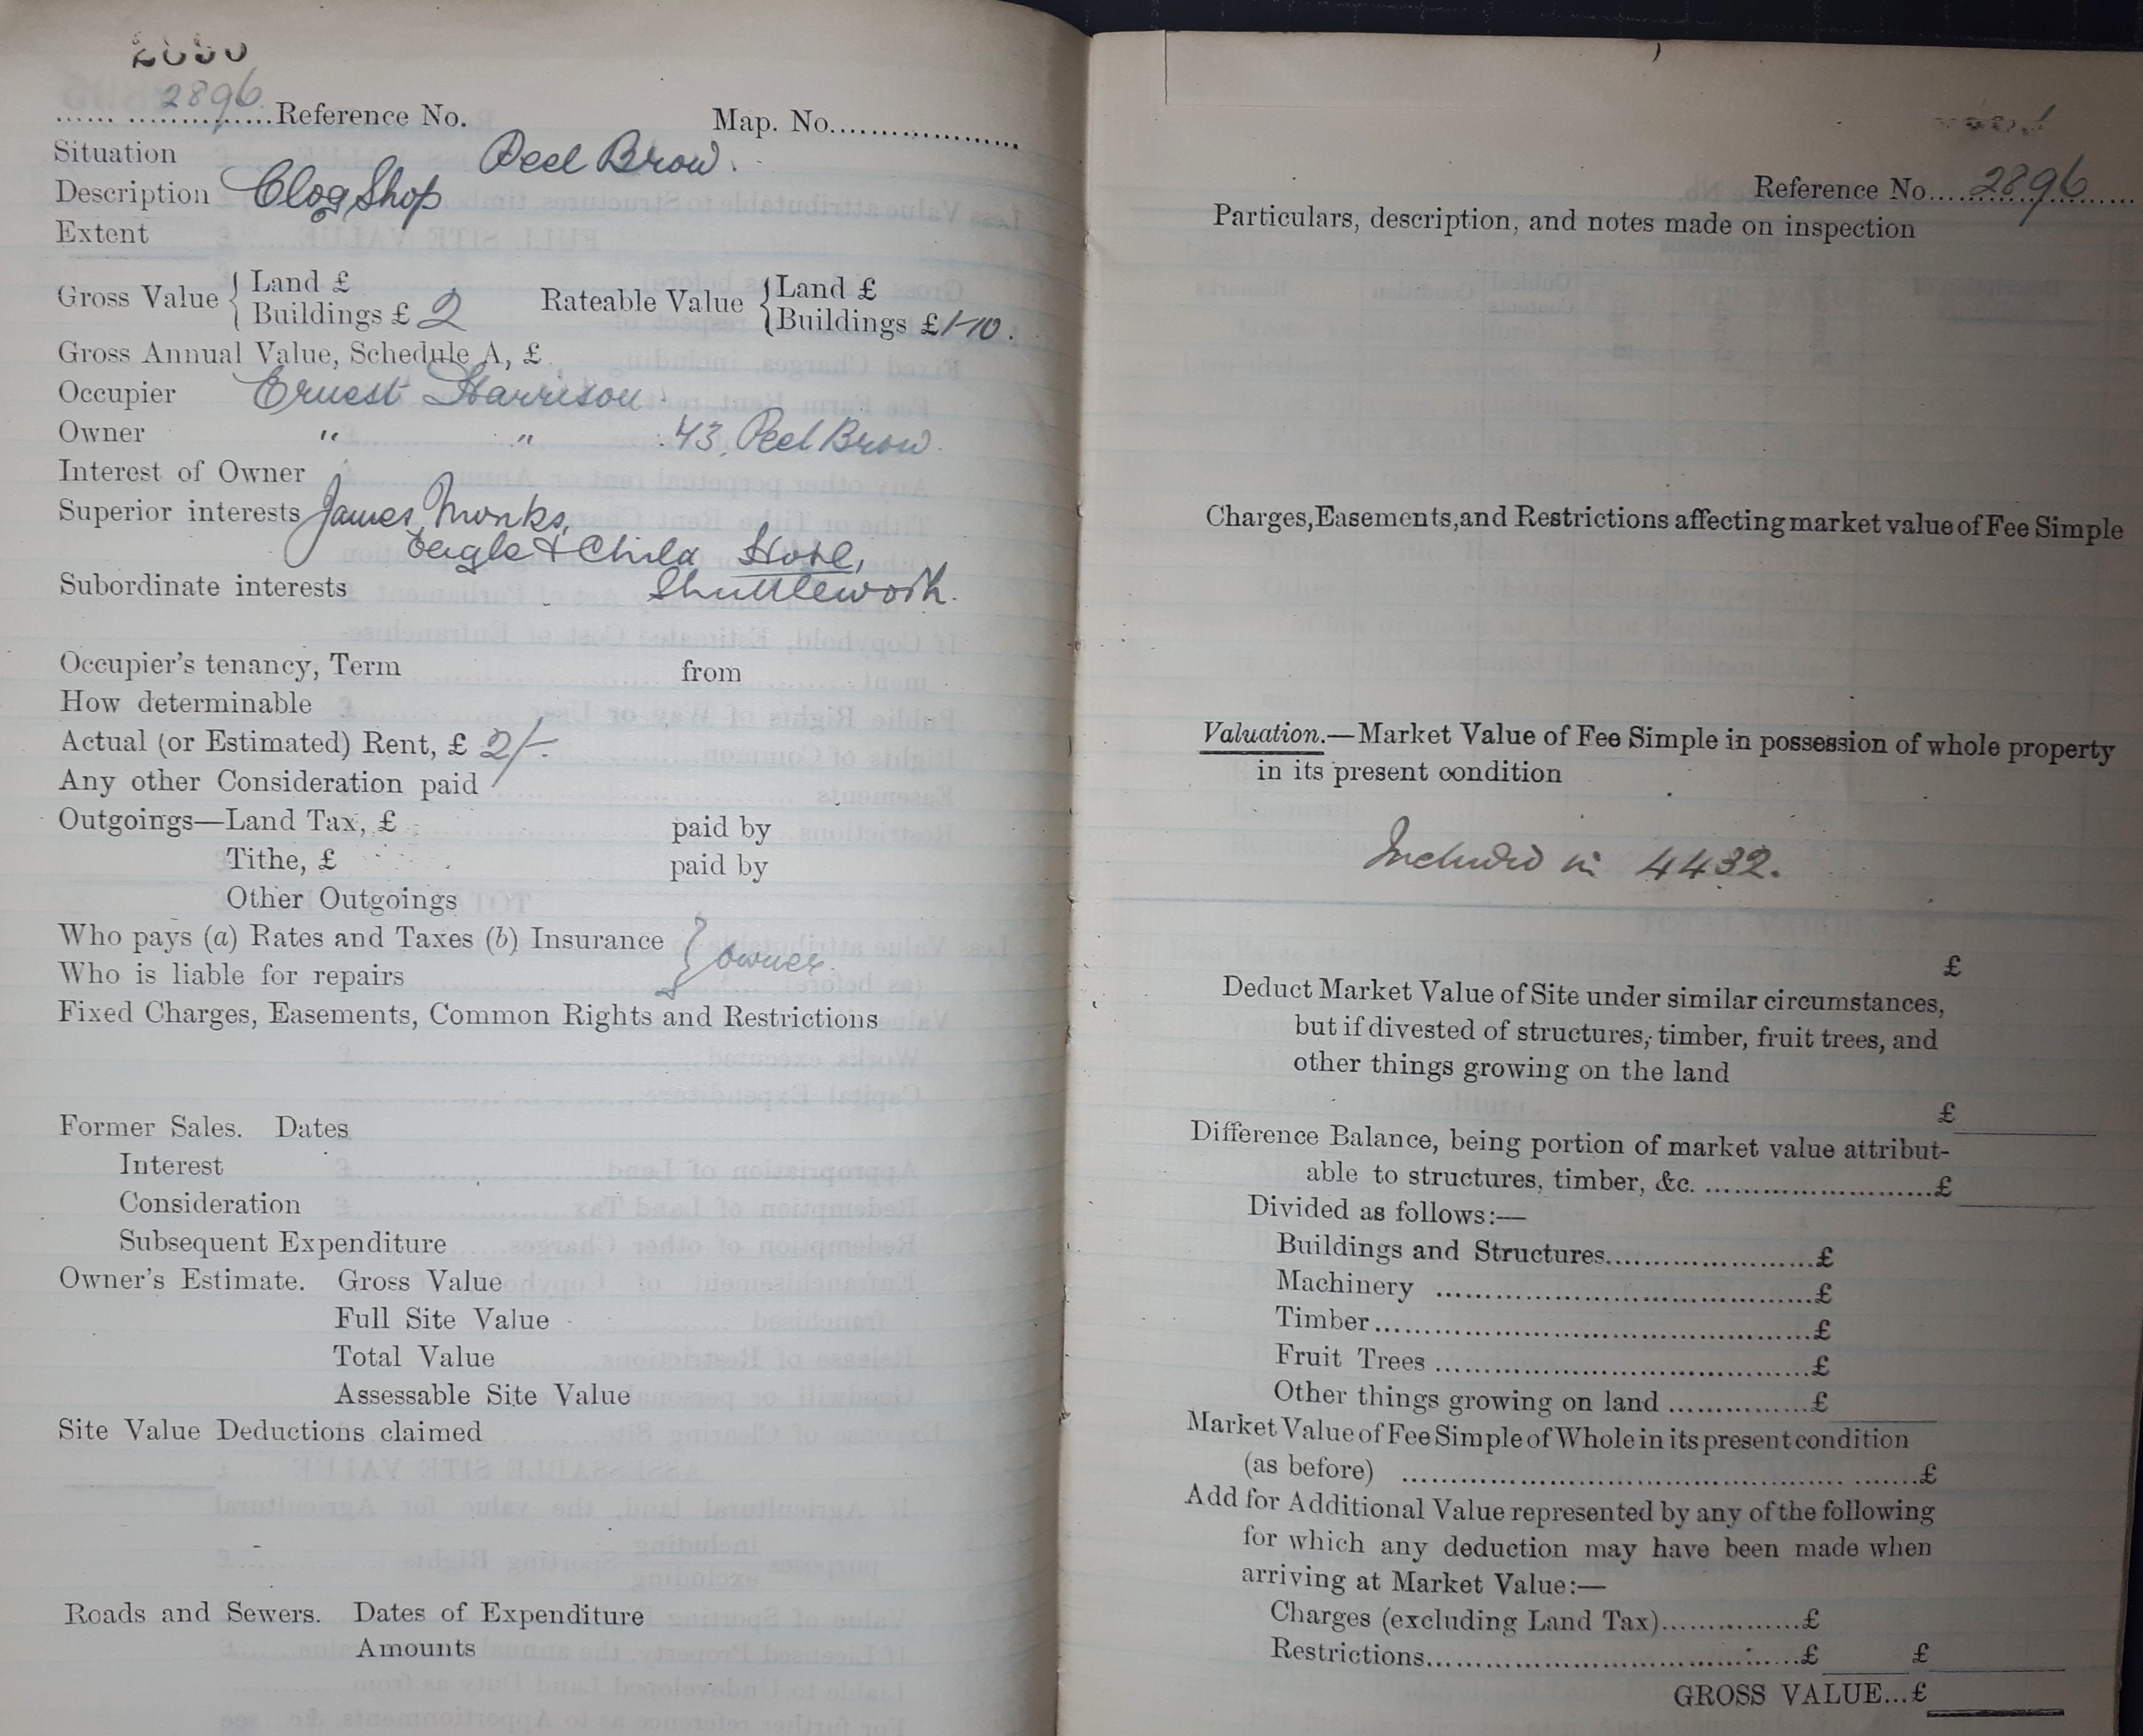 2896 Reference No. Map. No.
Situation Peel Brow.
Description Clog Shop
Extent
Gross Value { Land £
Buildings £ 2
Rateable Value { Land £
Buildings £1-10.
Gross Annual Value, Schedule A, £
Occupier Ernest Harrison
Owner " " 43, Peel Brow.
Interest of Owner
Superior interests James Monks,
Eagle & Child Hotel,
Subordinate interests Shuttleworth.
Occupier's tenancy, Term from
How determinable
Actual (or Estimated) Rent, £ 2/-
Any other Consideration paid
Outgoings—Land Tax, £ paid by
Tithe, £ paid by
Other Outgoings
Who pays (a) Rates and Taxes (b) Insurance } owner.
Who is liable for repairs
Fixed Charges, Easements, Common Rights and Restrictions
Former Sales. Dates
Interest
Consideration
Subsequent Expenditure
Owner's Estimate. Gross Value
Full Site Value
Total Value
Assessable Site Value
Site Value Deductions claimed
Roads and Sewers. Dates of Expenditure
Amounts
Reference No. 2896
Particulars, description, and notes made on inspection
Charges, Easements, and Restrictions affecting market value of Fee Simple
Valuation.—Market Value of Fee Simple in possession of whole property
in its present condition
Included in 4432.
£
Deduct Market Value of Site under similar circumstances,
but if divested of structures, timber, fruit trees, and
other things growing on the land
£
Difference Balance, being portion of market value attribut-
able to structures, timber, &c. £
Divided as follows:—
Buildings and Structures £
Machinery £
Timber £
Fruit Trees £
Other things growing on land £
Market Value of Fee Simple of Whole in its present condition
(as before) £
Add for Additional Value represented by any of the following
for which any deduction may have been made when
arriving at Market Value:—
Charges (excluding Land Tax) £
Restrictions £ £
GROSS VALUE...£